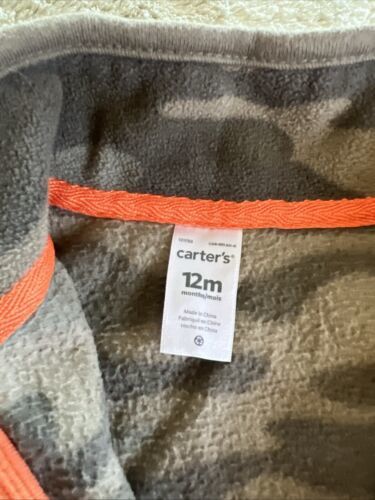 carter's®
12m
months/mois
Made in China
Fabriqué en Chine
Hecho en China